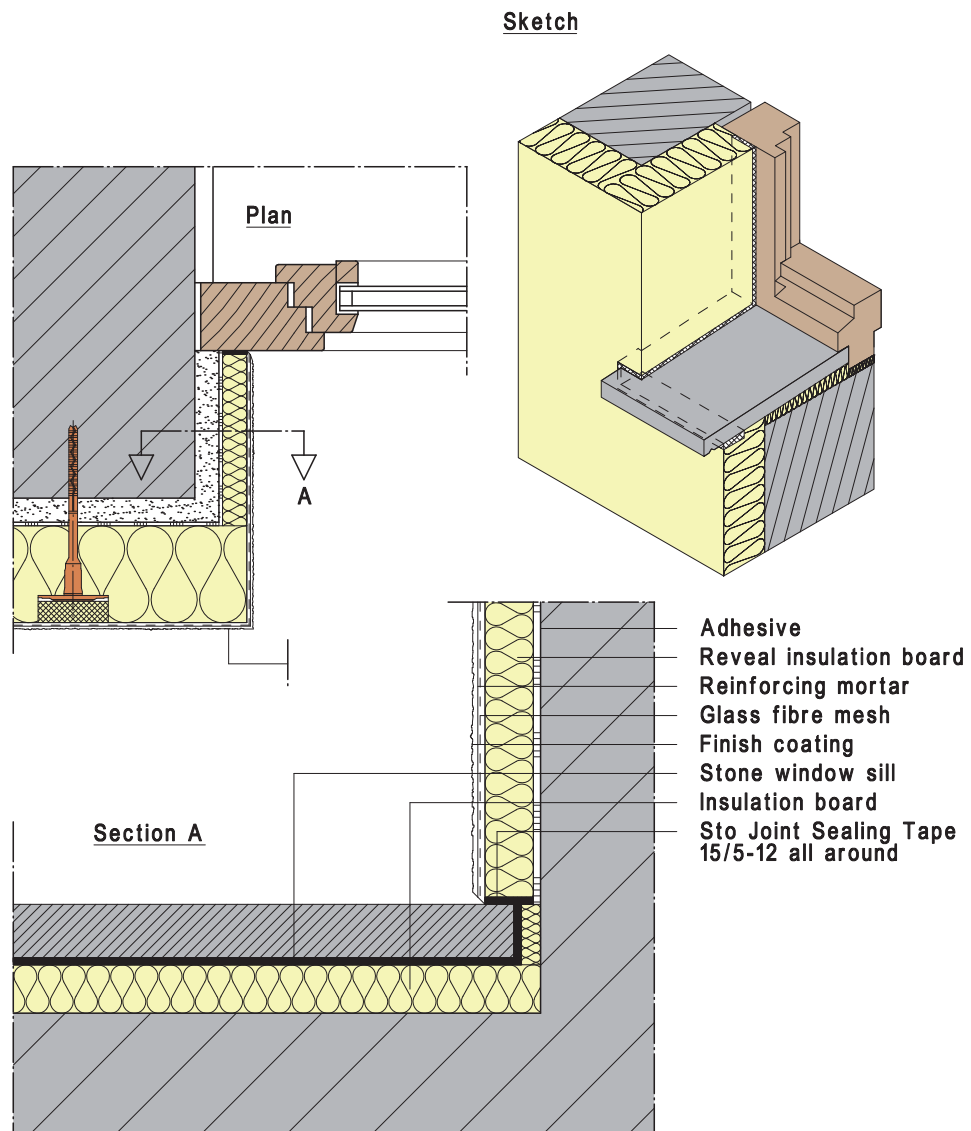 Sketch
Plan
A
Adhesive
Reveal insulation board
Reinforcing mortar
Glass fibre mesh
Finish coating
Stone window sill
Insulation board
Section A
Sto Joint Sealing Tape
15/5-12 all around